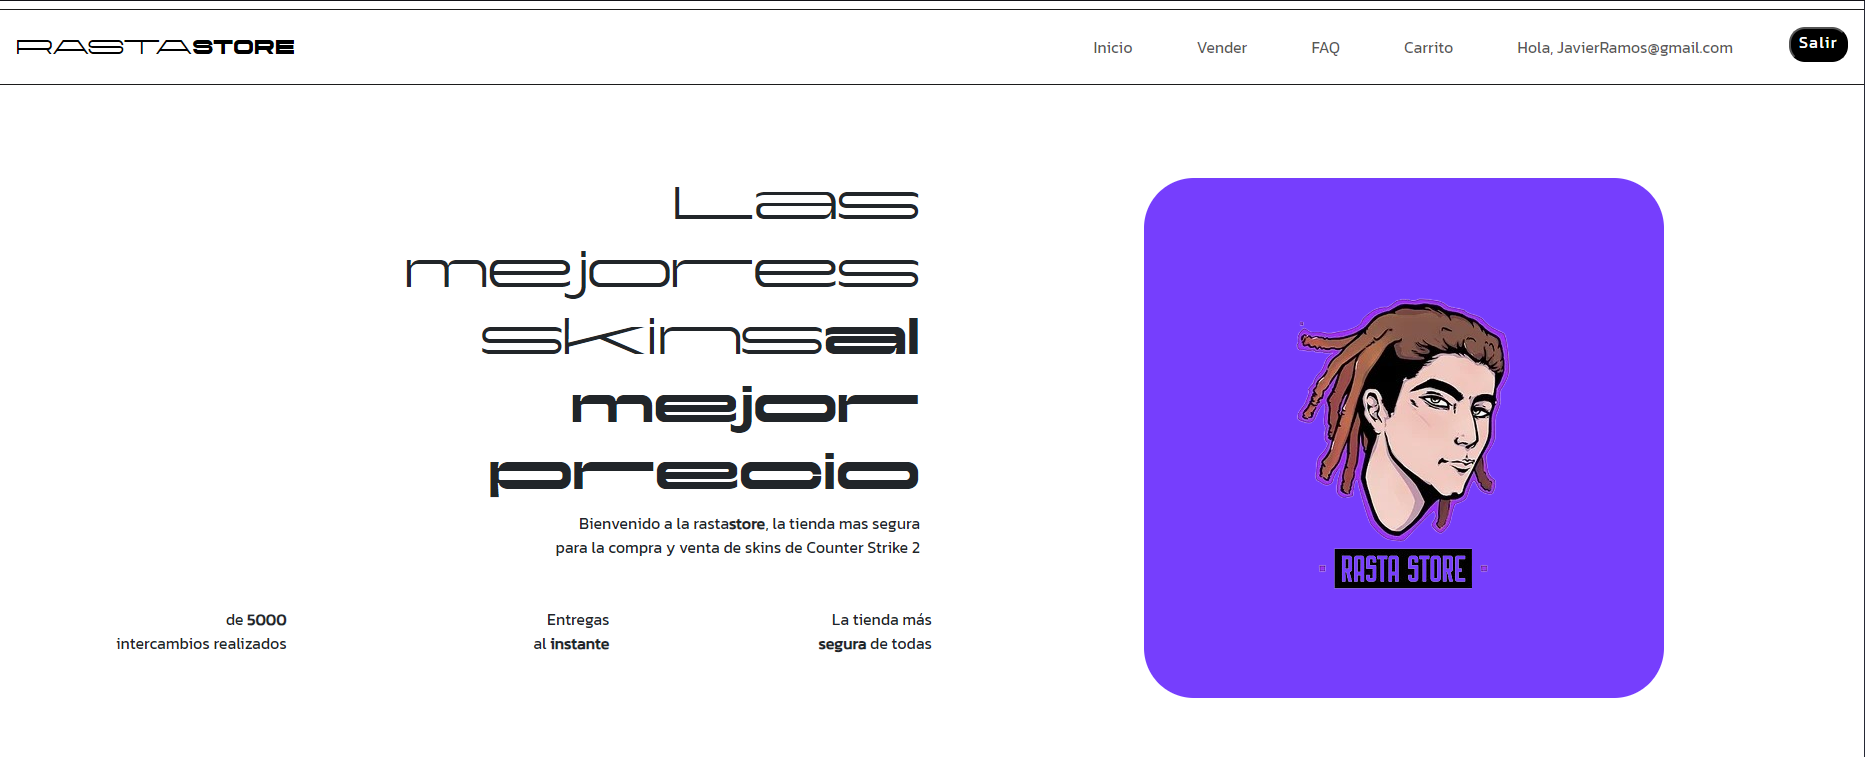 RASTASTORE
Inicio Vender FAQ Carrito Hola, JavierRamos@gmail.com Salir
Las
mejores
skinsal
mejor
precio
Bienvenido a la rastastore, la tienda mas segura
para la compra y venta de skins de Counter Strike 2
de 5000
intercambios realizados
Entregas
al instante
La tienda más
segura de todas
RASTA STORE